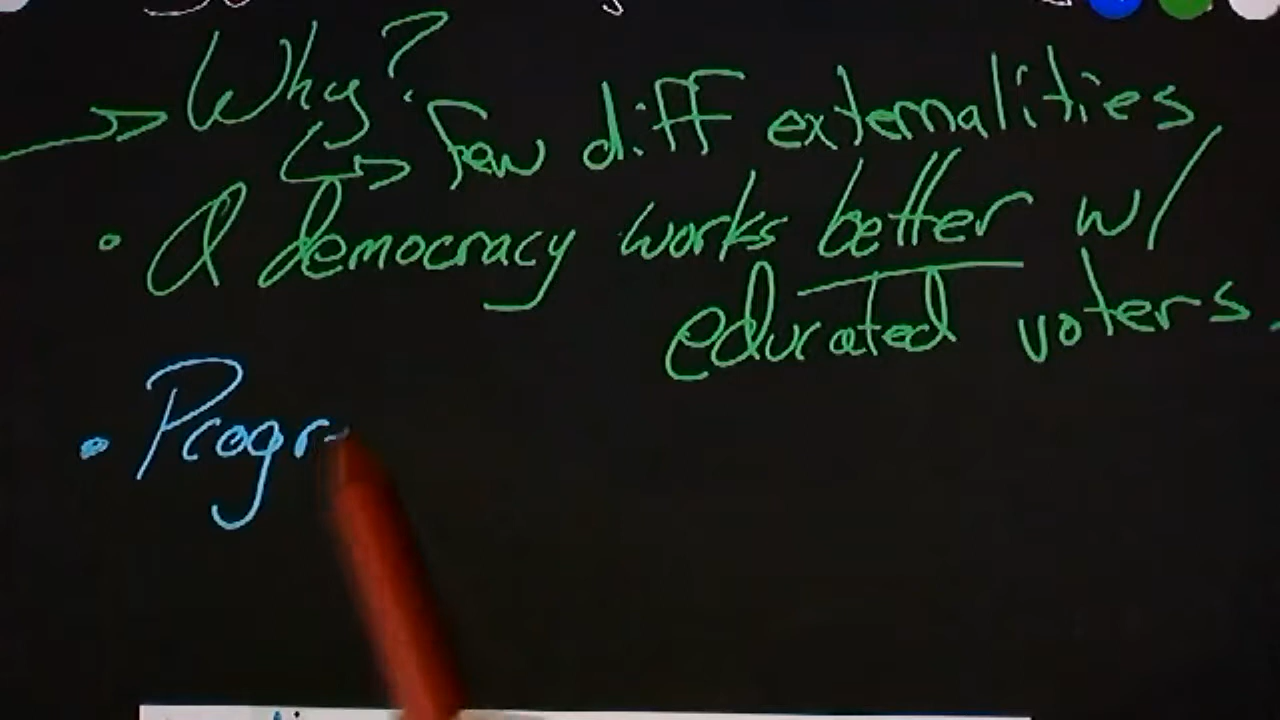 Why?
few diff externalities
• A democracy works better w/
educated voters.
• Progr